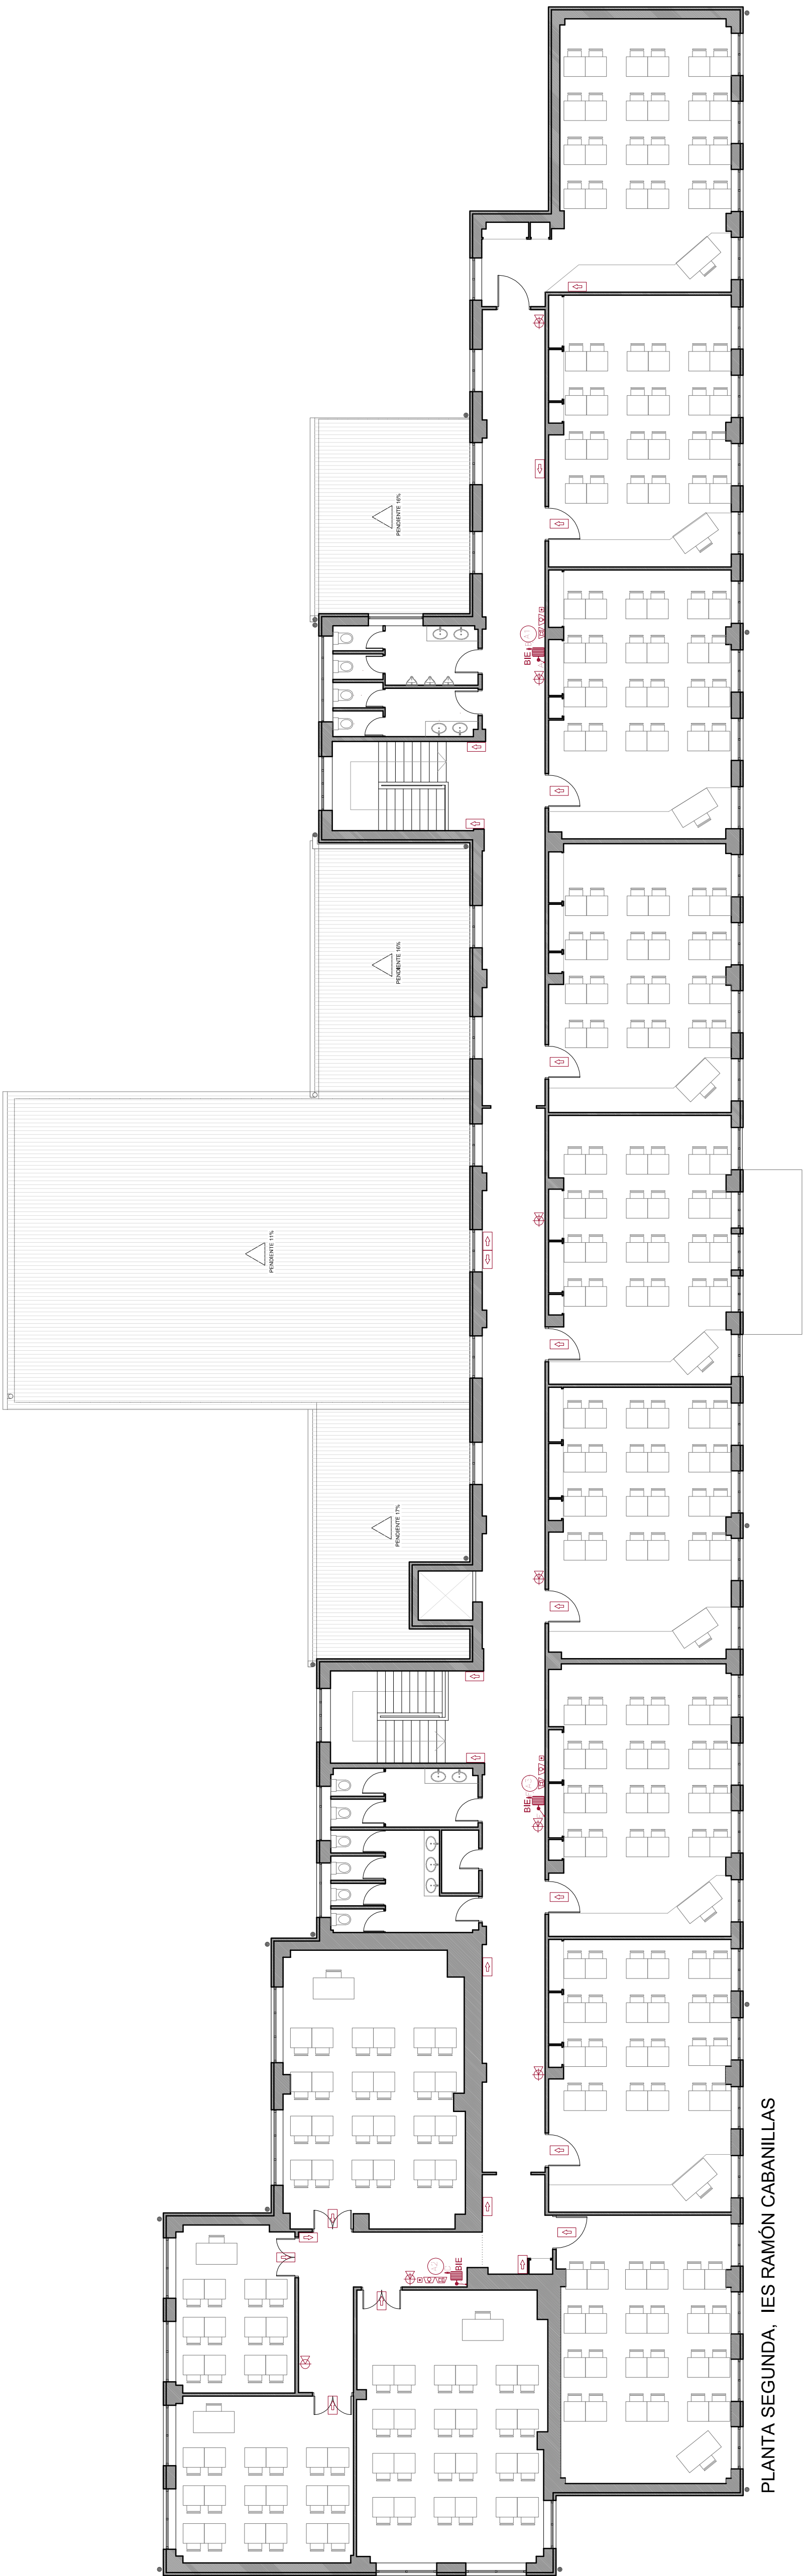 PENDIENTE 16%
BIE
PENDIENTE 16%
PENDIENTE 11%
PENDIENTE 17%
BIE
BIE
PLANTA SEGUNDA, IES RAMÓN CABANILLAS